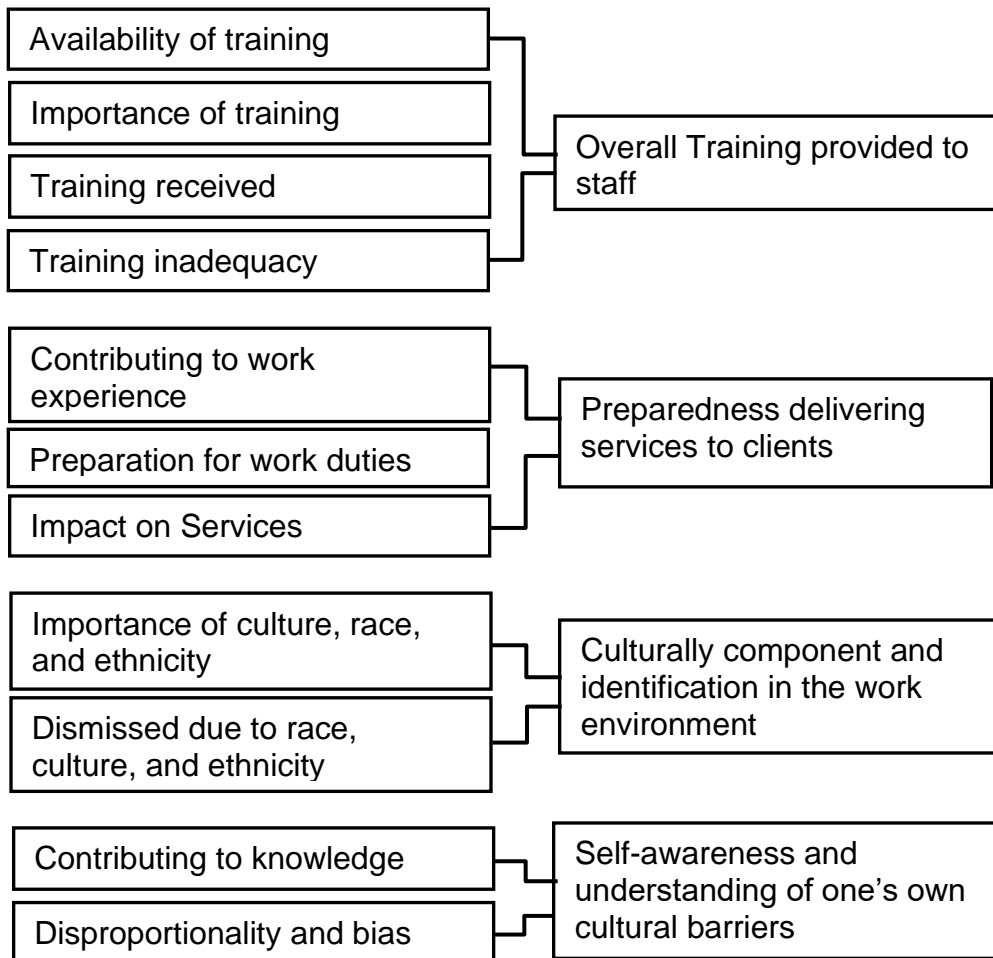 Availability of training
Importance of training
Training received
Training inadequacy
Overall Training provided to
staff
Contributing to work
experience
Preparation for work duties
Impact on Services
Preparedness delivering
services to clients
Importance of culture, race,
and ethnicity
Dismissed due to race,
culture, and ethnicity
Culturally component and
identification in the work
environment
Contributing to knowledge
Disproportionality and bias
Self-awareness and
understanding of one’s own
cultural barriers